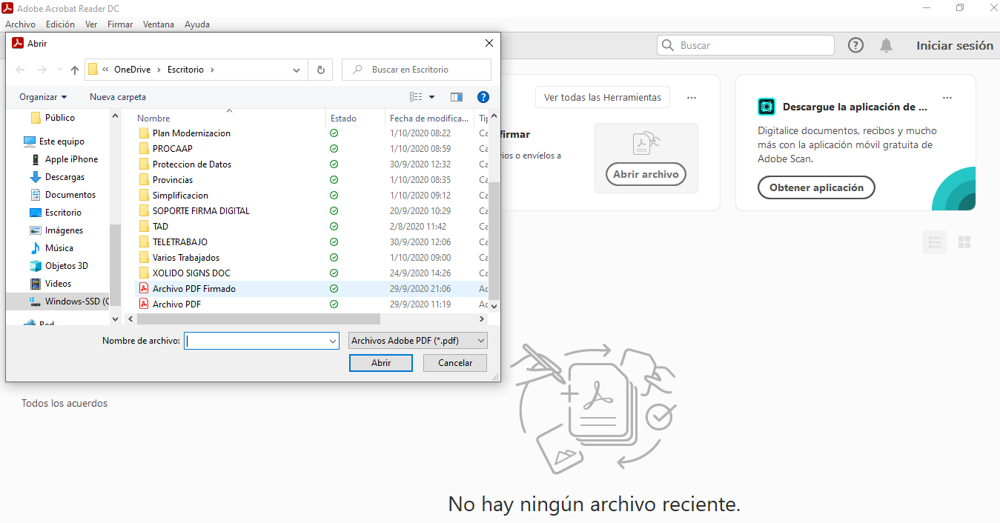 Adobe Acrobat Reader DC
Archivo Edición Ver Firmar Ventana Ayuda
Abrir
« OneDrive › Escritorio ›
Buscar en Escritorio
Buscar
Iniciar sesión
Organizar
Nueva carpeta
Público
Este equipo
Apple iPhone
Descargas
Documentos
Escritorio
Imágenes
Música
Objetos 3D
Videos
Windows-SSD (C
Red
Nombre Estado Fecha de modifica... Tip
Plan Modernizacion 1/10/2020 08:22 Ca
PROCAAP 1/10/2020 08:59 Ca
Proteccion de Datos 30/9/2020 12:32 Ca
Provincias 1/10/2020 08:35 Ca
Simplificacion 1/10/2020 09:12 Ca
SOPORTE FIRMA DIGITAL 20/9/2020 10:29 Ca
TAD 2/8/2020 11:42 Ca
TELETRABAJO 30/9/2020 12:06 Ca
Varios Trabajados 1/10/2020 09:00 Ca
XOLIDO SIGNS DOC 24/9/2020 14:26 Ca
Archivo PDF Firmado 29/9/2020 21:06 Ac
Archivo PDF 29/9/2020 11:19 Ac
Nombre de archivo:
Archivos Adobe PDF (*.pdf)
Abrir
Cancelar
Ver todas las Herramientas
firmar
rios o envíelos a
Abrir archivo
Descargue la aplicación de ...
Digitalice documentos, recibos y mucho
más con la aplicación móvil gratuita de
Adobe Scan.
Obtener aplicación
Todos los acuerdos
No hay ningún archivo reciente.